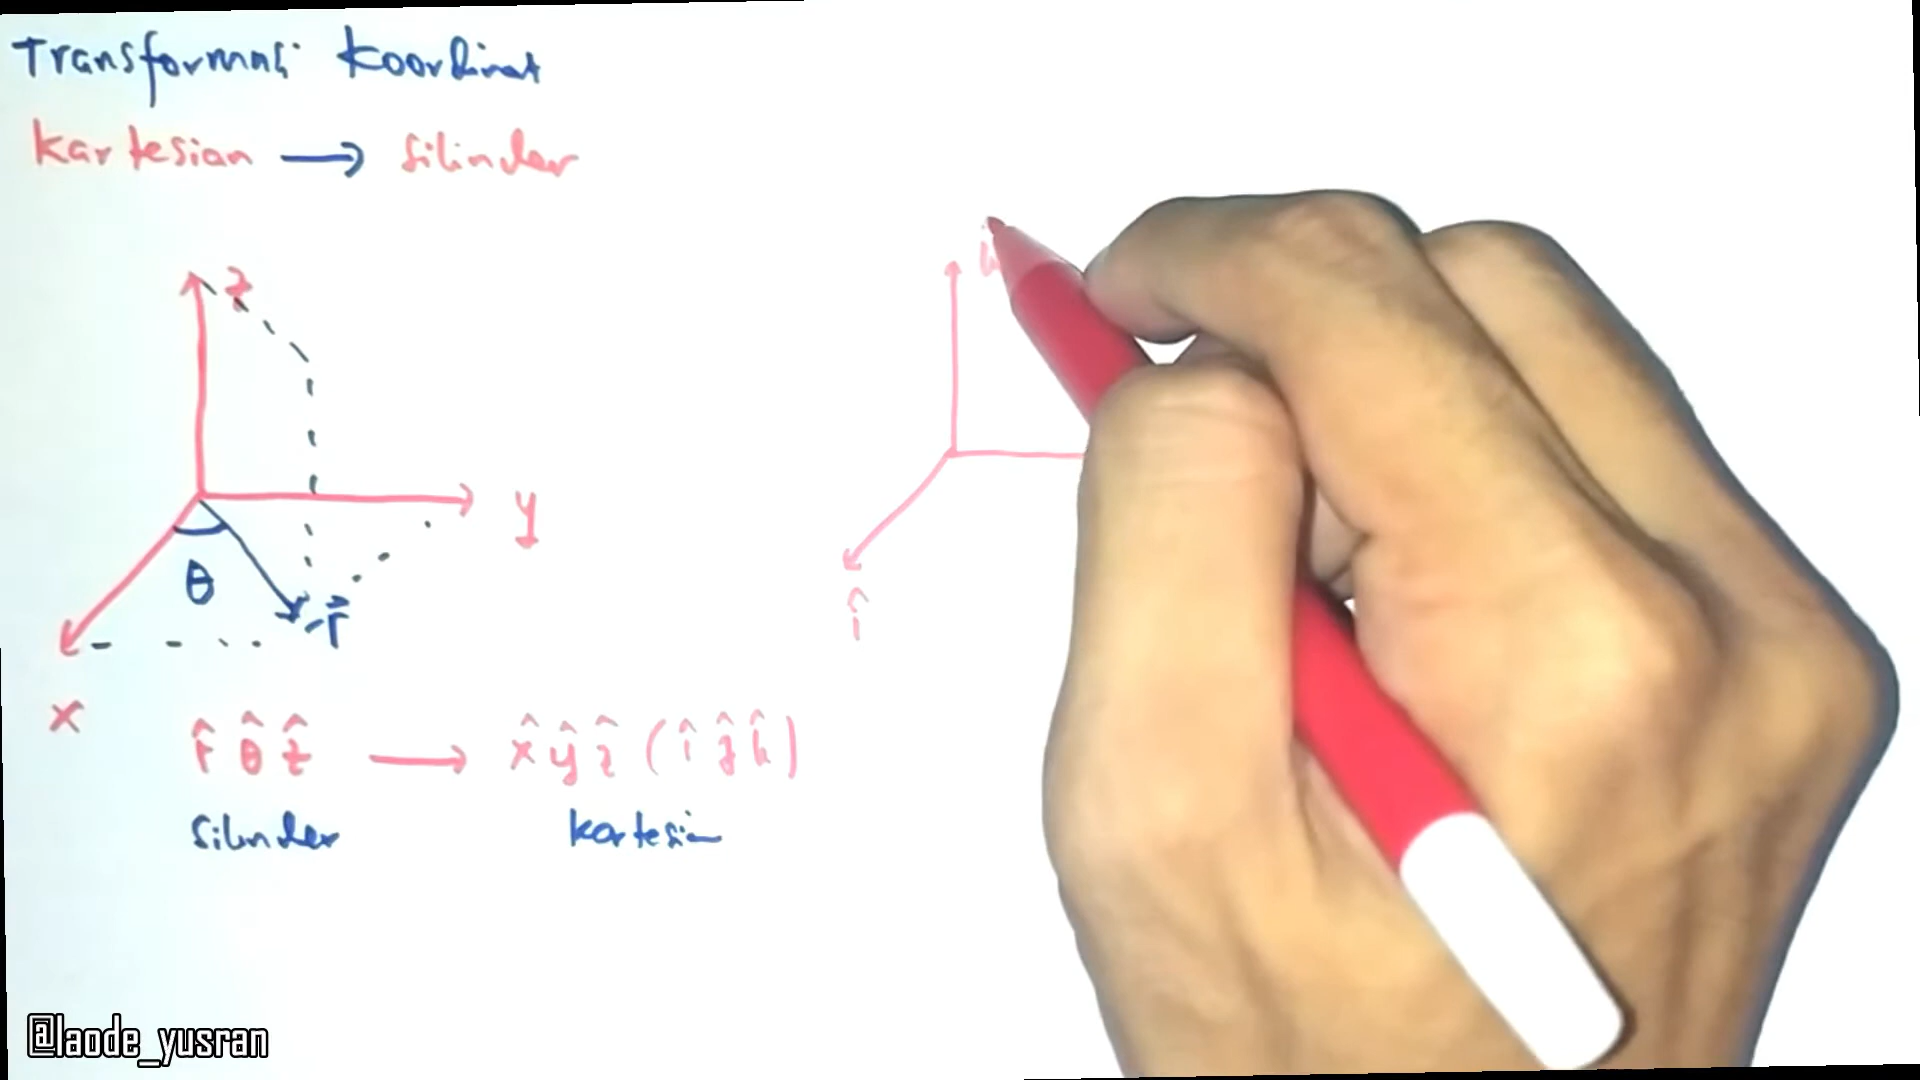 Transformasi Koordinat
Kartesian → Silinder
z
y
θ
r⃗
x
r̂ θ̂ ẑ → x̂ ŷ ẑ (î ĵ k̂)
Silinder
kartesian
î
@laode_yusran